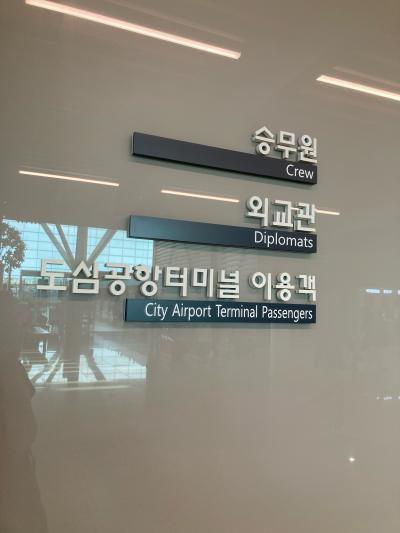 승무원
Crew
외교관
Diplomats
도심공항터미널 이용객
City Airport Terminal Passengers